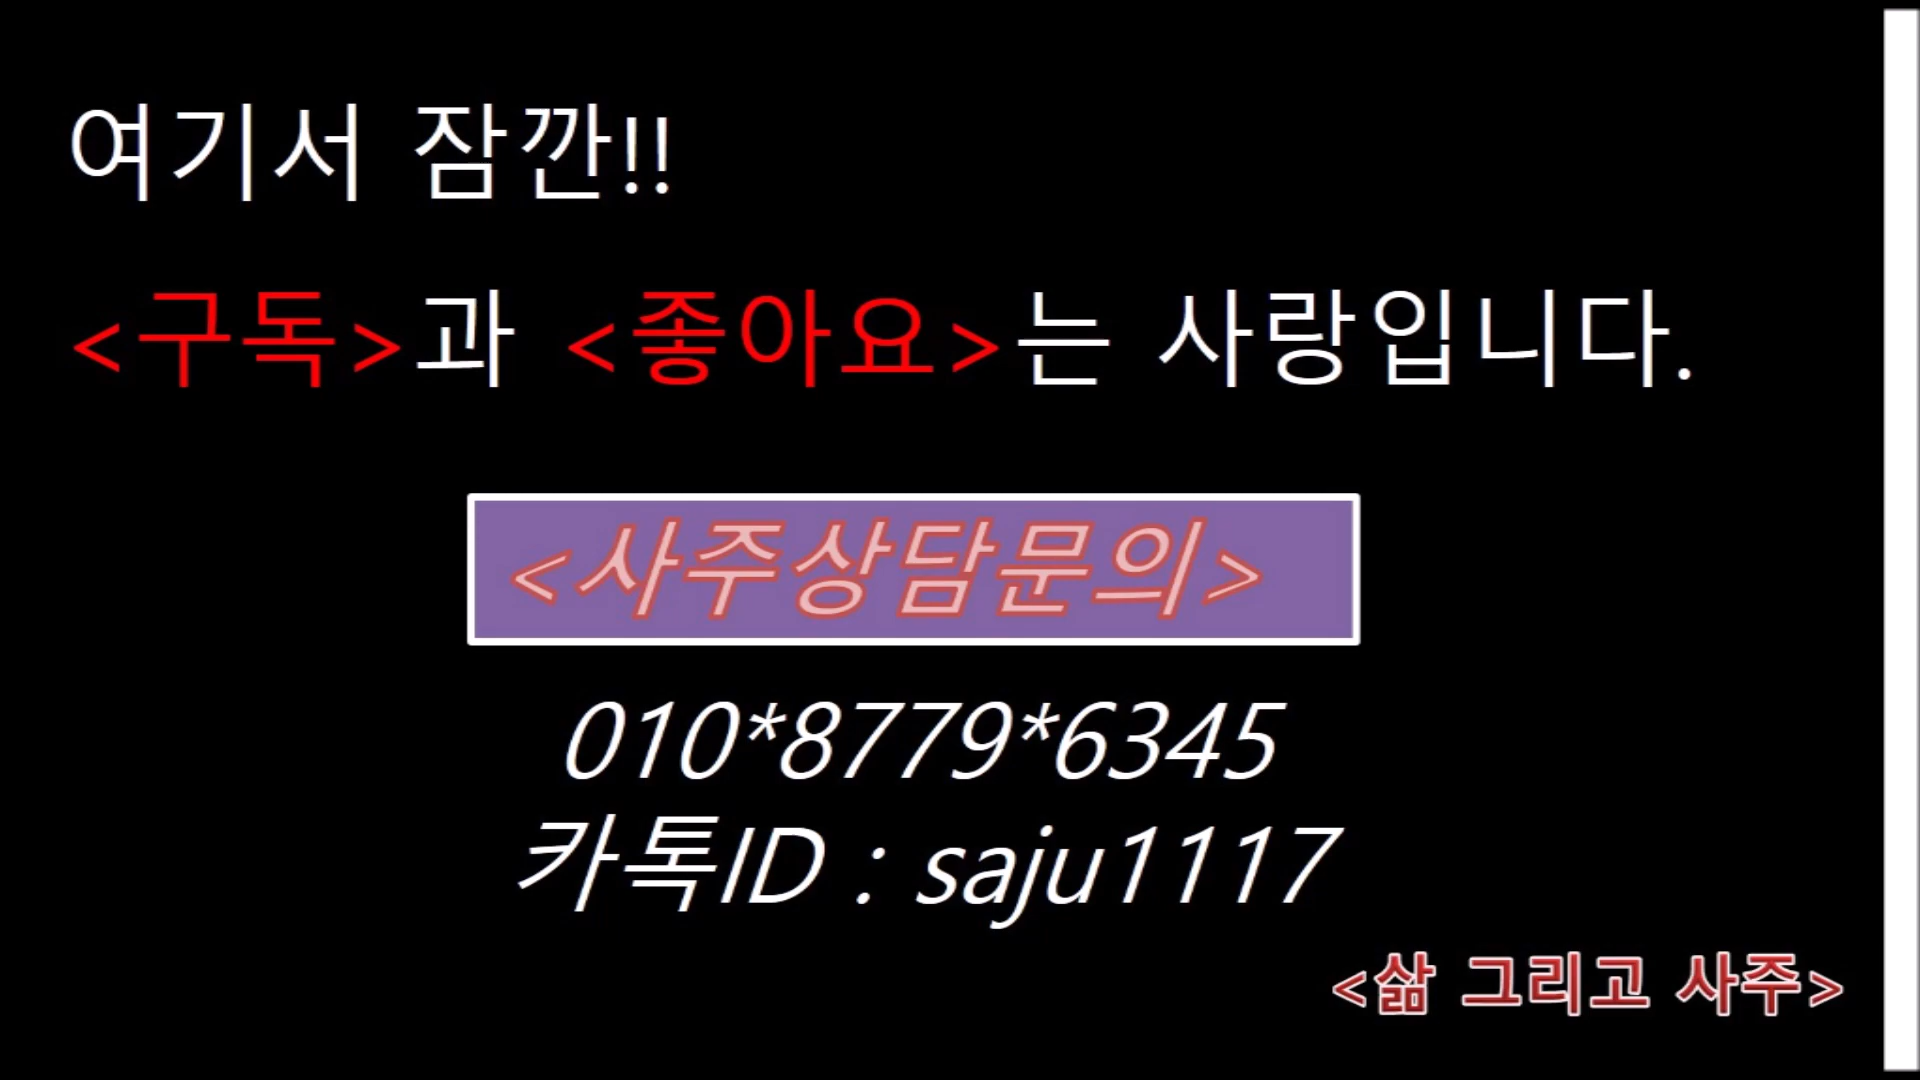 여기서 잠깐!!
<구독>과 <좋아요>는 사랑입니다.
<사주상담문의>
010*8779*6345
카톡ID : saju1117
<삶 그리고 사주>